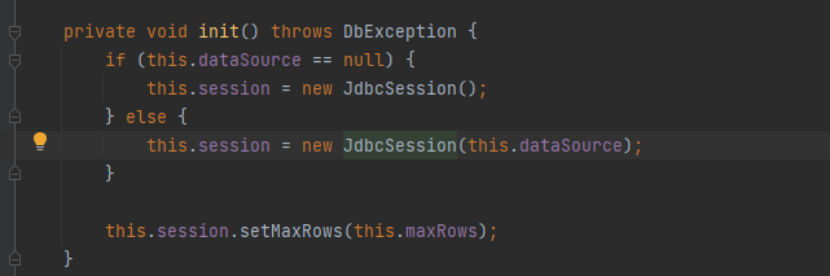 private void init() throws DbException {
if (this.dataSource == null) {
this.session = new JdbcSession();
} else {
this.session = new JdbcSession(this.dataSource);
}
this.session.setMaxRows(this.maxRows);
}